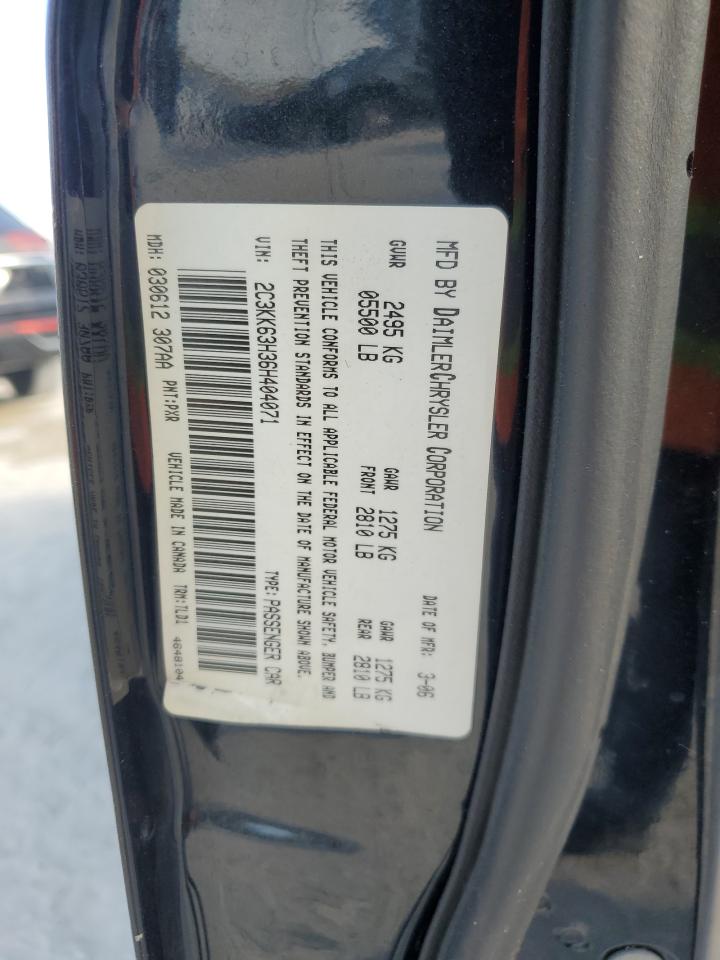 MFD BY DAIMLERCHRYSLER CORPORATION
DATE OF MFR: 3-06
GVWR 2495 KG
05500 LB
GAWR FRONT 1275 KG
2810 LB
GAWR REAR 1275 KG
2810 LB
THIS VEHICLE CONFORMS TO ALL APPLICABLE FEDERAL MOTOR VEHICLE SAFETY, BUMPER AND
THEFT PREVENTION STANDARDS IN EFFECT ON THE DATE OF MANUFACTURE SHOWN ABOVE.
VIN: 2C3KK63H36H404071 TYPE: PASSENGER CAR
MDH: 030612 307AA PNT:PXR VEHICLE MADE IN CANADA TRM:TLD1
4648104